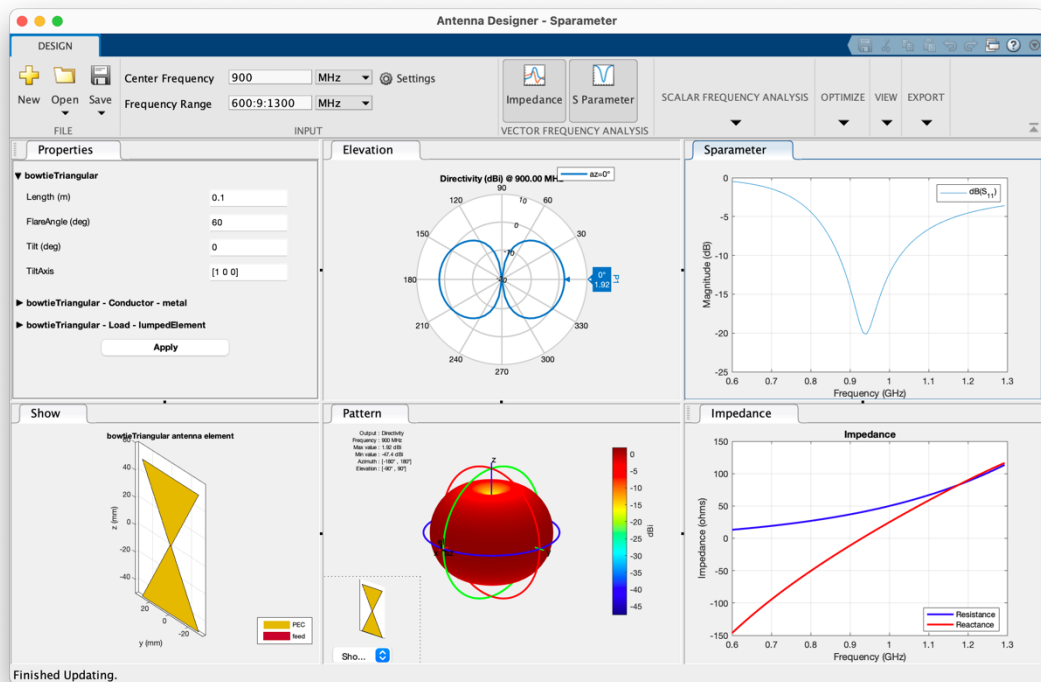 Antenna Designer - Sparameter
DESIGN
New
Open
Save
FILE
Center Frequency 900 MHz Settings
Frequency Range 600:9:1300 MHz
INPUT
Impedance
S Parameter
VECTOR FREQUENCY ANALYSIS
SCALAR FREQUENCY ANALYSIS
OPTIMIZE
VIEW
EXPORT
Properties
bowtieTriangular
Length (m) 0.1
FlareAngle (deg) 60
Tilt (deg) 0
TiltAxis [1 0 0]
bowtieTriangular - Conductor - metal
bowtieTriangular - Load - lumpedElement
Apply
Elevation
Directivity (dBi) @ 900.00 MHz
az=0°
90
120 60
150 30
180
210 330
240 300
270
10
0
0°
1.92
P1
Sparameter
dB(S11)
0
-5
-10
-15
-20
-25
Magnitude (dB)
0.6 0.7 0.8 0.9 1 1.1 1.2 1.3
Frequency (GHz)
Show
bowtieTriangular antenna element
60
40
20
0
-20
-40
z (mm)
20
0
-20
y (mm)
PEC
feed
Pattern
Output : Directivity
Frequency : 900 MHz
Max value : 1.92 dBi
Min value : -47.4 dBi
Azimuth : [-180° , 180°]
Elevation : [-90° , 90°]
z
0
-5
-10
-15
-20
-25
-30
-35
-40
-45
dBi
Sho...
Impedance
Impedance
150
100
50
0
-50
-100
-150
Impedance (ohms)
Resistance
Reactance
0.6 0.7 0.8 0.9 1 1.1 1.2 1.3
Frequency (GHz)
Finished Updating.